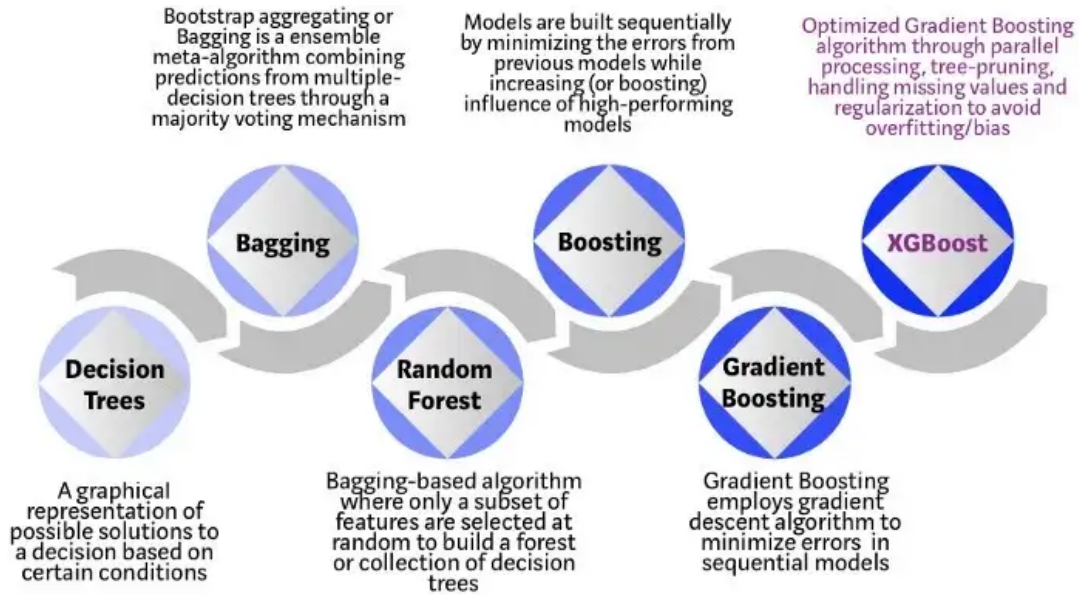 Bootstrap aggregating or
Bagging is a ensemble
meta-algorithm combining
predictions from multiple-
decision trees through a
majority voting mechanism
Models are built sequentially
by minimizing the errors from
previous models while
increasing (or boosting)
influence of high-performing
models
Optimized Gradient Boosting
algorithm through parallel
processing, tree-pruning,
handling missing values and
regularization to avoid
overfitting/bias
Bagging
Boosting
XGBoost
Decision
Trees
Random
Forest
Gradient
Boosting
A graphical
representation of
possible solutions to
a decision based on
certain conditions
Bagging-based algorithm
where only a subset of
features are selected at
random to build a forest
or collection of decision
trees
Gradient Boosting
employs gradient
descent algorithm to
minimize errors in
sequential models